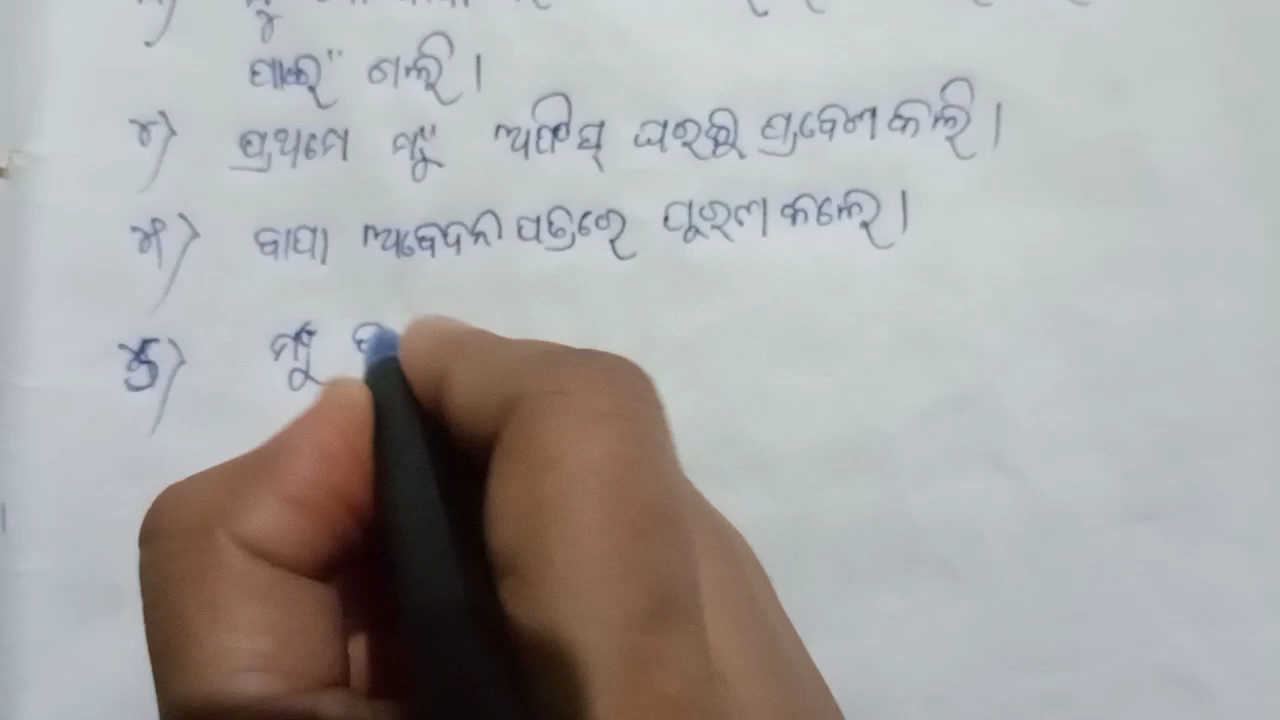 ପାଇଁ" ଗଲି ।
୪) ପ୍ରଥମେ ମୁଁ ଅଫିସ୍ ଘରକୁ ପ୍ରବେଶ କଲି ।
୫) ବାପା ଆବେଦନ ପତ୍ରରେ ପୂରଣ କଲେ ।
୬) ମୁଁ